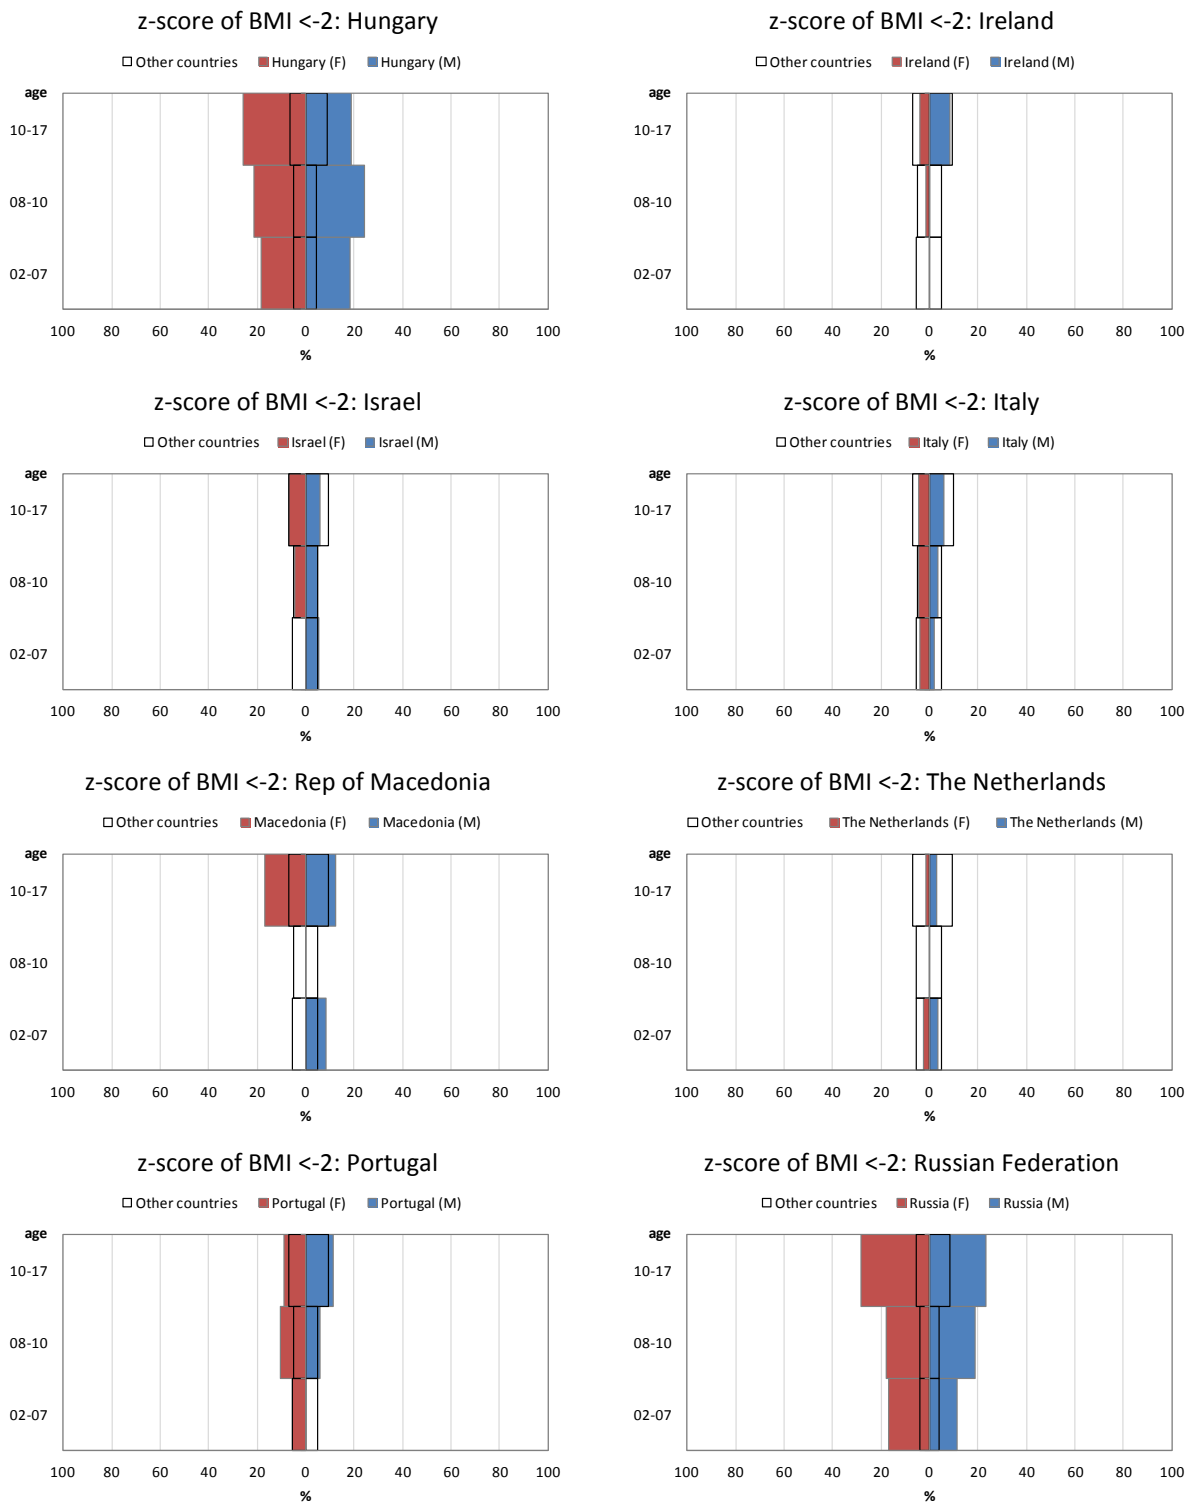 z-score of BMI <-2: Hungary
Other countries Hungary (F) Hungary (M)
age
10-17
08-10
02-07
100 80 60 40 20 0 20 40 60 80 100
%
z-score of BMI <-2: Ireland
Other countries Ireland (F) Ireland (M)
age
10-17
08-10
02-07
100 80 60 40 20 0 20 40 60 80 100
%
z-score of BMI <-2: Israel
Other countries Israel (F) Israel (M)
age
10-17
08-10
02-07
100 80 60 40 20 0 20 40 60 80 100
%
z-score of BMI <-2: Italy
Other countries Italy (F) Italy (M)
age
10-17
08-10
02-07
100 80 60 40 20 0 20 40 60 80 100
%
z-score of BMI <-2: Rep of Macedonia
Other countries Macedonia (F) Macedonia (M)
age
10-17
08-10
02-07
100 80 60 40 20 0 20 40 60 80 100
%
z-score of BMI <-2: The Netherlands
Other countries The Netherlands (F) The Netherlands (M)
age
10-17
08-10
02-07
100 80 60 40 20 0 20 40 60 80 100
%
z-score of BMI <-2: Portugal
Other countries Portugal (F) Portugal (M)
age
10-17
08-10
02-07
100 80 60 40 20 0 20 40 60 80 100
%
z-score of BMI <-2: Russian Federation
Other countries Russia (F) Russia (M)
age
10-17
08-10
02-07
100 80 60 40 20 0 20 40 60 80 100
%